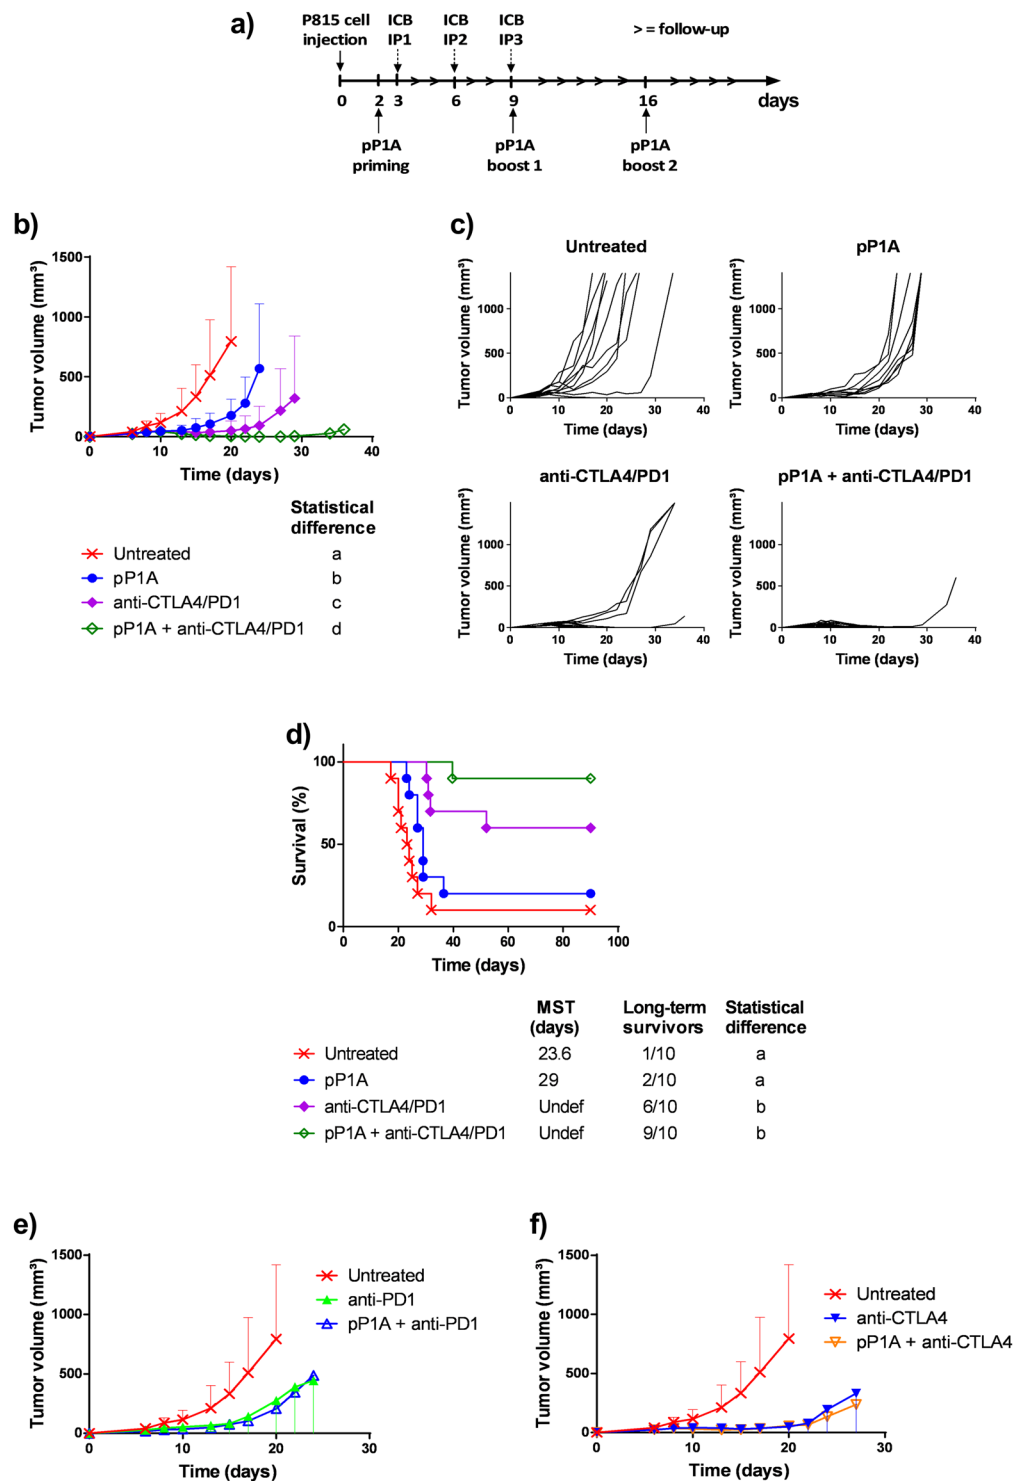 a)
P815 cell injection
ICB IP1
ICB IP2
ICB IP3
> = follow-up
0 2 3 6 9 16 days
pP1A priming
pP1A boost 1
pP1A boost 2
b)
Tumor volume (mm³)
1500
1000
500
0
0 10 20 30 40
Time (days)
Statistical difference
Untreated a
pP1A b
anti-CTLA4/PD1 c
pP1A + anti-CTLA4/PD1 d
c)
Untreated
Tumor volume (mm³)
1000
500
0
0 10 20 30 40
Time (days)
pP1A
Tumor volume (mm³)
1000
500
0
0 10 20 30 40
Time (days)
anti-CTLA4/PD1
Tumor volume (mm³)
1000
500
0
0 10 20 30 40
Time (days)
pP1A + anti-CTLA4/PD1
Tumor volume (mm³)
1000
500
0
0 10 20 30 40
Time (days)
d)
Survival (%)
100
50
0
0 20 40 60 80 100
Time (days)
MST (days) Long-term survivors Statistical difference
Untreated 23.6 1/10 a
pP1A 29 2/10 a
anti-CTLA4/PD1 Undef 6/10 b
pP1A + anti-CTLA4/PD1 Undef 9/10 b
e)
Tumor volume (mm³)
1500
1000
500
0
0 10 20 30
Time (days)
Untreated
anti-PD1
pP1A + anti-PD1
f)
Tumor volume (mm³)
1500
1000
500
0
0 10 20 30
Time (days)
Untreated
anti-CTLA4
pP1A + anti-CTLA4